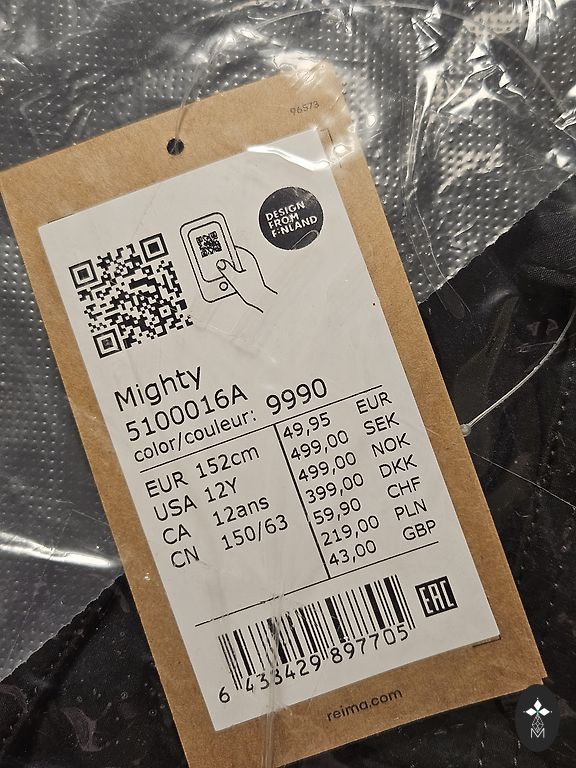 96573
DESIGN
FROM
FINLAND
Mighty
5100016A
color/couleur: 9990
EUR 152cm
USA 12Y
CA 12ans
CN 150/63
49,95 EUR
499,00 SEK
499,00 NOK
399,00 DKK
59,90 CHF
219,00 PLN
43,00 GBP
EAC
6 438429 897705
reima.com
M